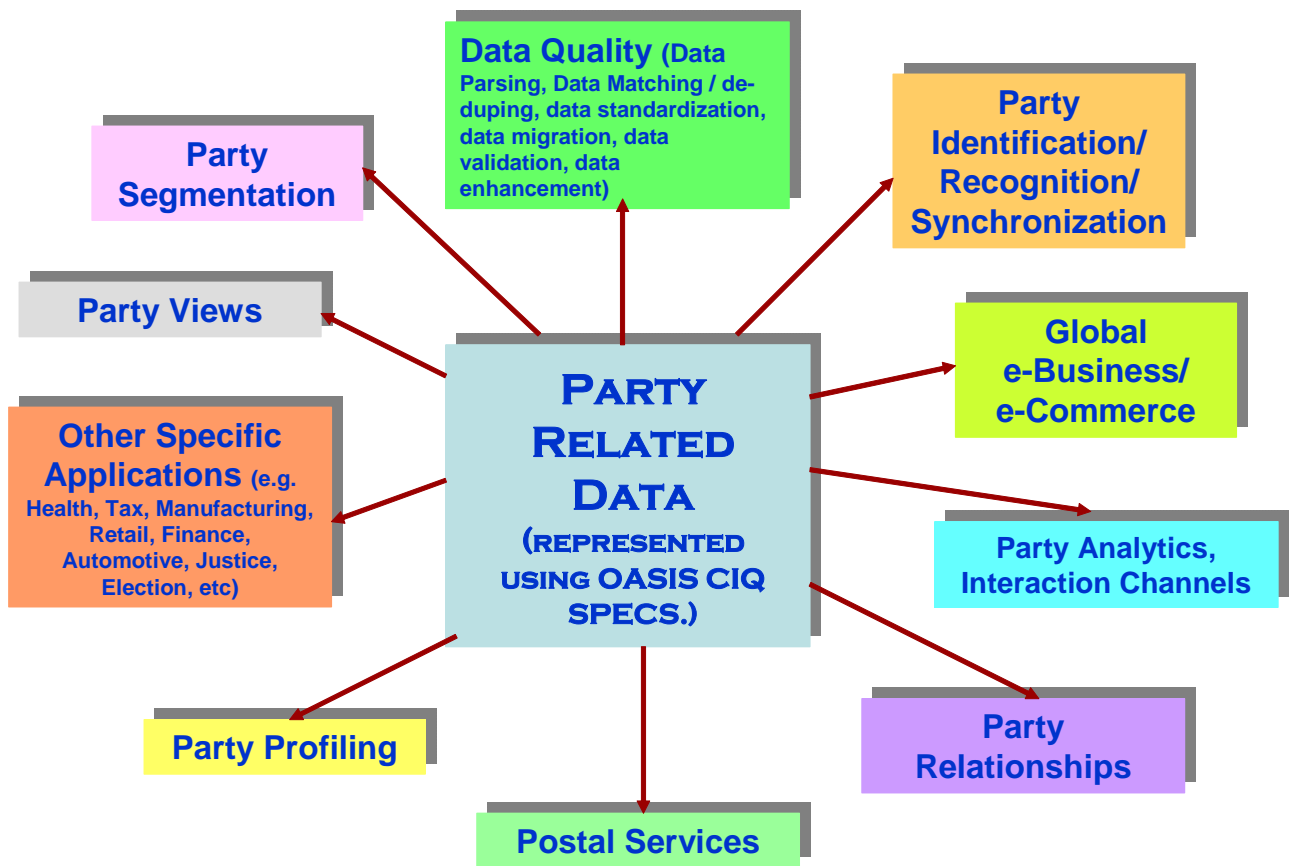 Data Quality (Data
Parsing, Data Matching / de-
duping, data standardization,
data migration, data
validation, data
enhancement)
Party
Identification/
Recognition/
Synchronization
Party
Segmentation
Party Views
Global
e-Business/
e-Commerce
PARTY
RELATED
DATA
(REPRESENTED
USING OASIS CIQ
SPECS.)
Other Specific
Applications (e.g.
Health, Tax, Manufacturing,
Retail, Finance,
Automotive, Justice,
Election, etc)
Party Analytics,
Interaction Channels
Party Profiling
Party
Relationships
Postal Services